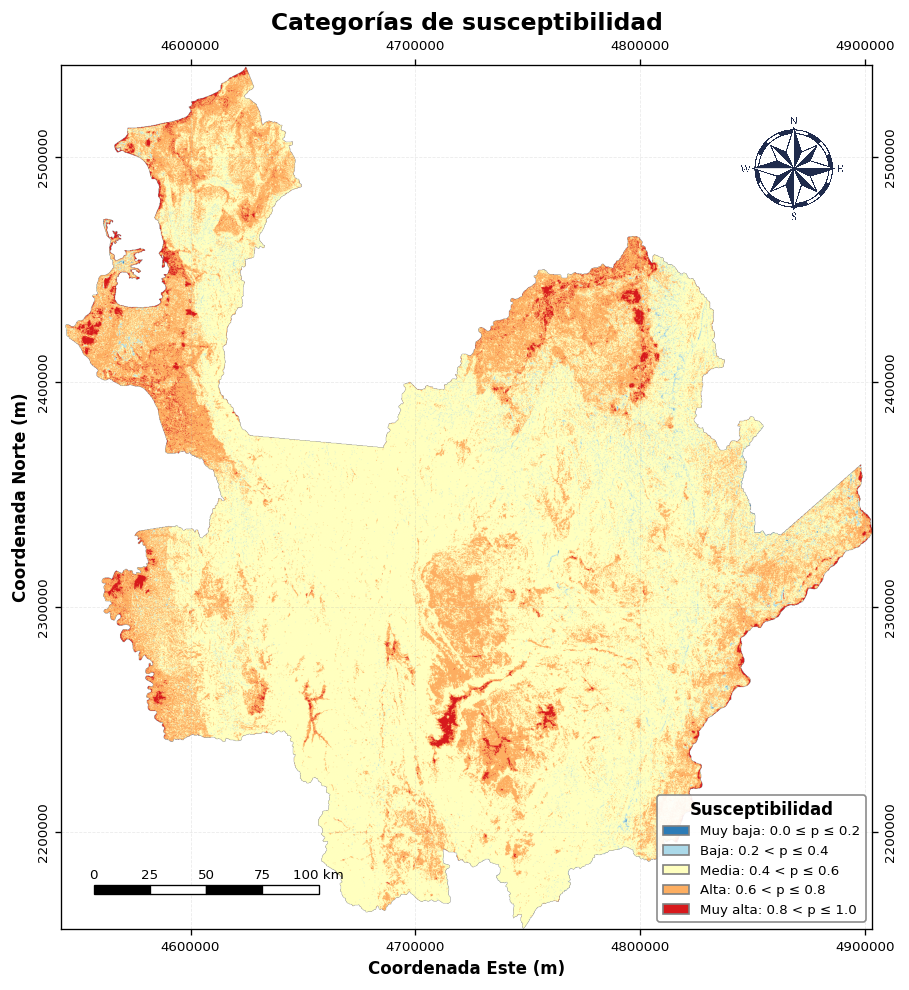 Categorías de susceptibilidad
4600000 4700000 4800000 4900000
2500000 2500000
N
W E
S
2400000 2400000
Coordenada Norte (m)
2300000 2300000
2200000 2200000
Susceptibilidad
Muy baja: 0.0 ≤ p ≤ 0.2
Baja: 0.2 < p ≤ 0.4
Media: 0.4 < p ≤ 0.6
Alta: 0.6 < p ≤ 0.8
Muy alta: 0.8 < p ≤ 1.0
0 25 50 75 100 km
4600000 4700000 4800000 4900000
Coordenada Este (m)